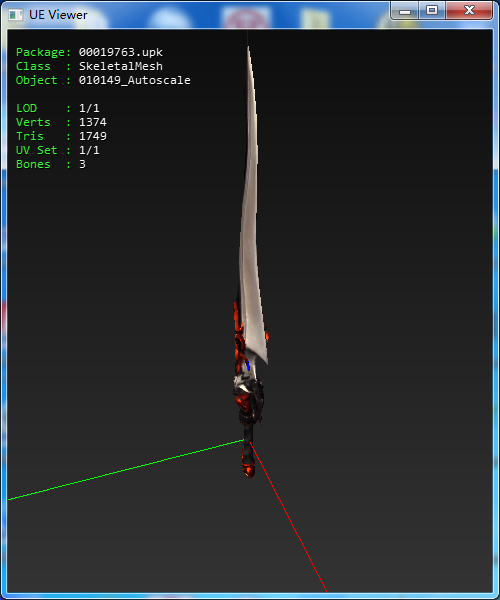 UE Viewer
Package: 00019763.upk
Class  : SkeletalMesh
Object : 010149_Autoscale
LOD    : 1/1
Verts  : 1374
Tris   : 1749
UV Set : 1/1
Bones  : 3